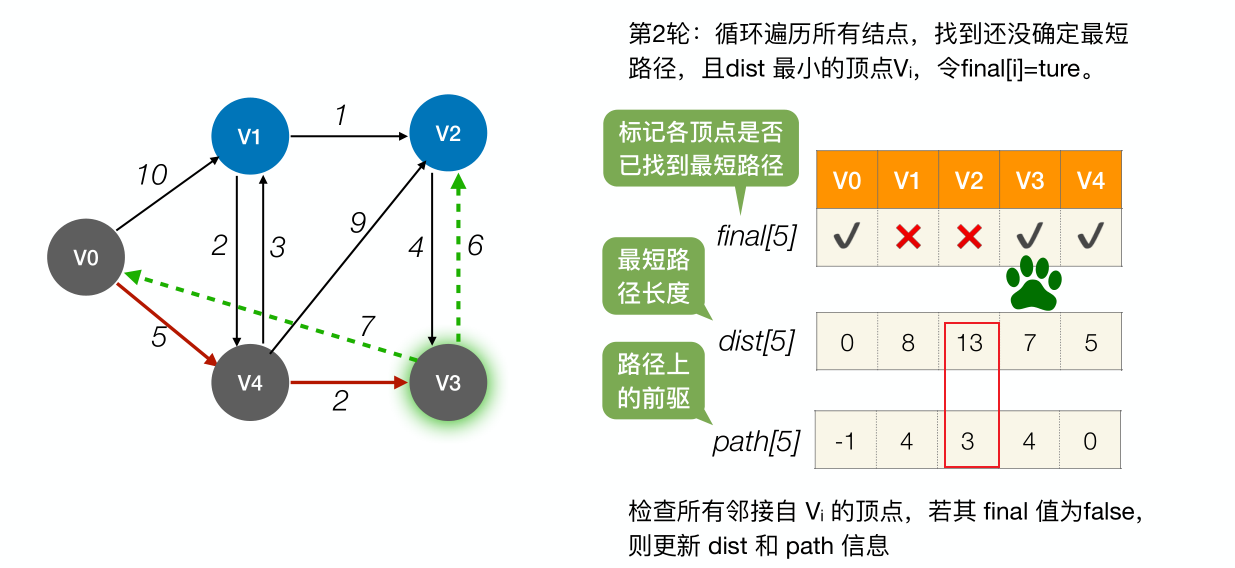 第2轮：循环遍历所有结点，找到还没确定最短
路径，且dist 最小的顶点Vi，令final[i]=ture。
标记各顶点是否
已找到最短路径
V0 V1 V2 V3 V4
final[5] ✓ ✕ ✕ ✓ ✓
最短路
径长度
dist[5] 0 8 13 7 5
路径上
的前驱
path[5] -1 4 3 4 0
检查所有邻接自 Vi 的顶点，若其 final 值为false，
则更新 dist 和 path 信息
V1
1
V2
10
V0
2
3
9
4
6
5
7
V4
2
V3